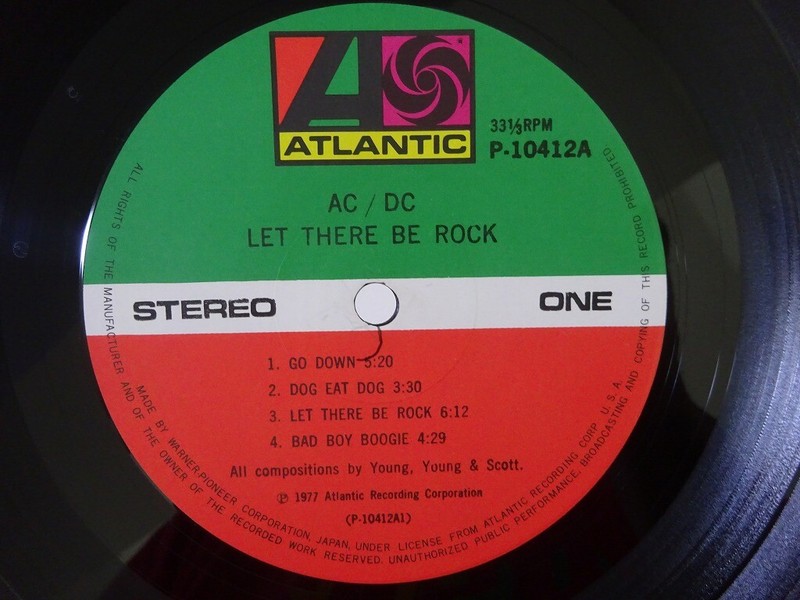 ATLANTIC
33⅓RPM
P-10412A
AC / DC
LET THERE BE ROCK
STEREO
ONE
1. GO DOWN 5:20
2. DOG EAT DOG 3:30
3. LET THERE BE ROCK 6:12
4. BAD BOY BOOGIE 4:29
All compositions by Young, Young & Scott.
℗ 1977 Atlantic Recording Corporation
(P-10412A1)
MADE BY WARNER-PIONEER CORPORATION, JAPAN, UNDER LICENSE FROM ATLANTIC RECORDING CORP. U.S.A.
ALL RIGHTS OF THE MANUFACTURER AND OF THE OWNER OF THE RECORDED WORK RESERVED. UNAUTHORIZED PUBLIC PERFORMANCE, BROADCASTING AND COPYING OF THIS RECORD PROHIBITED